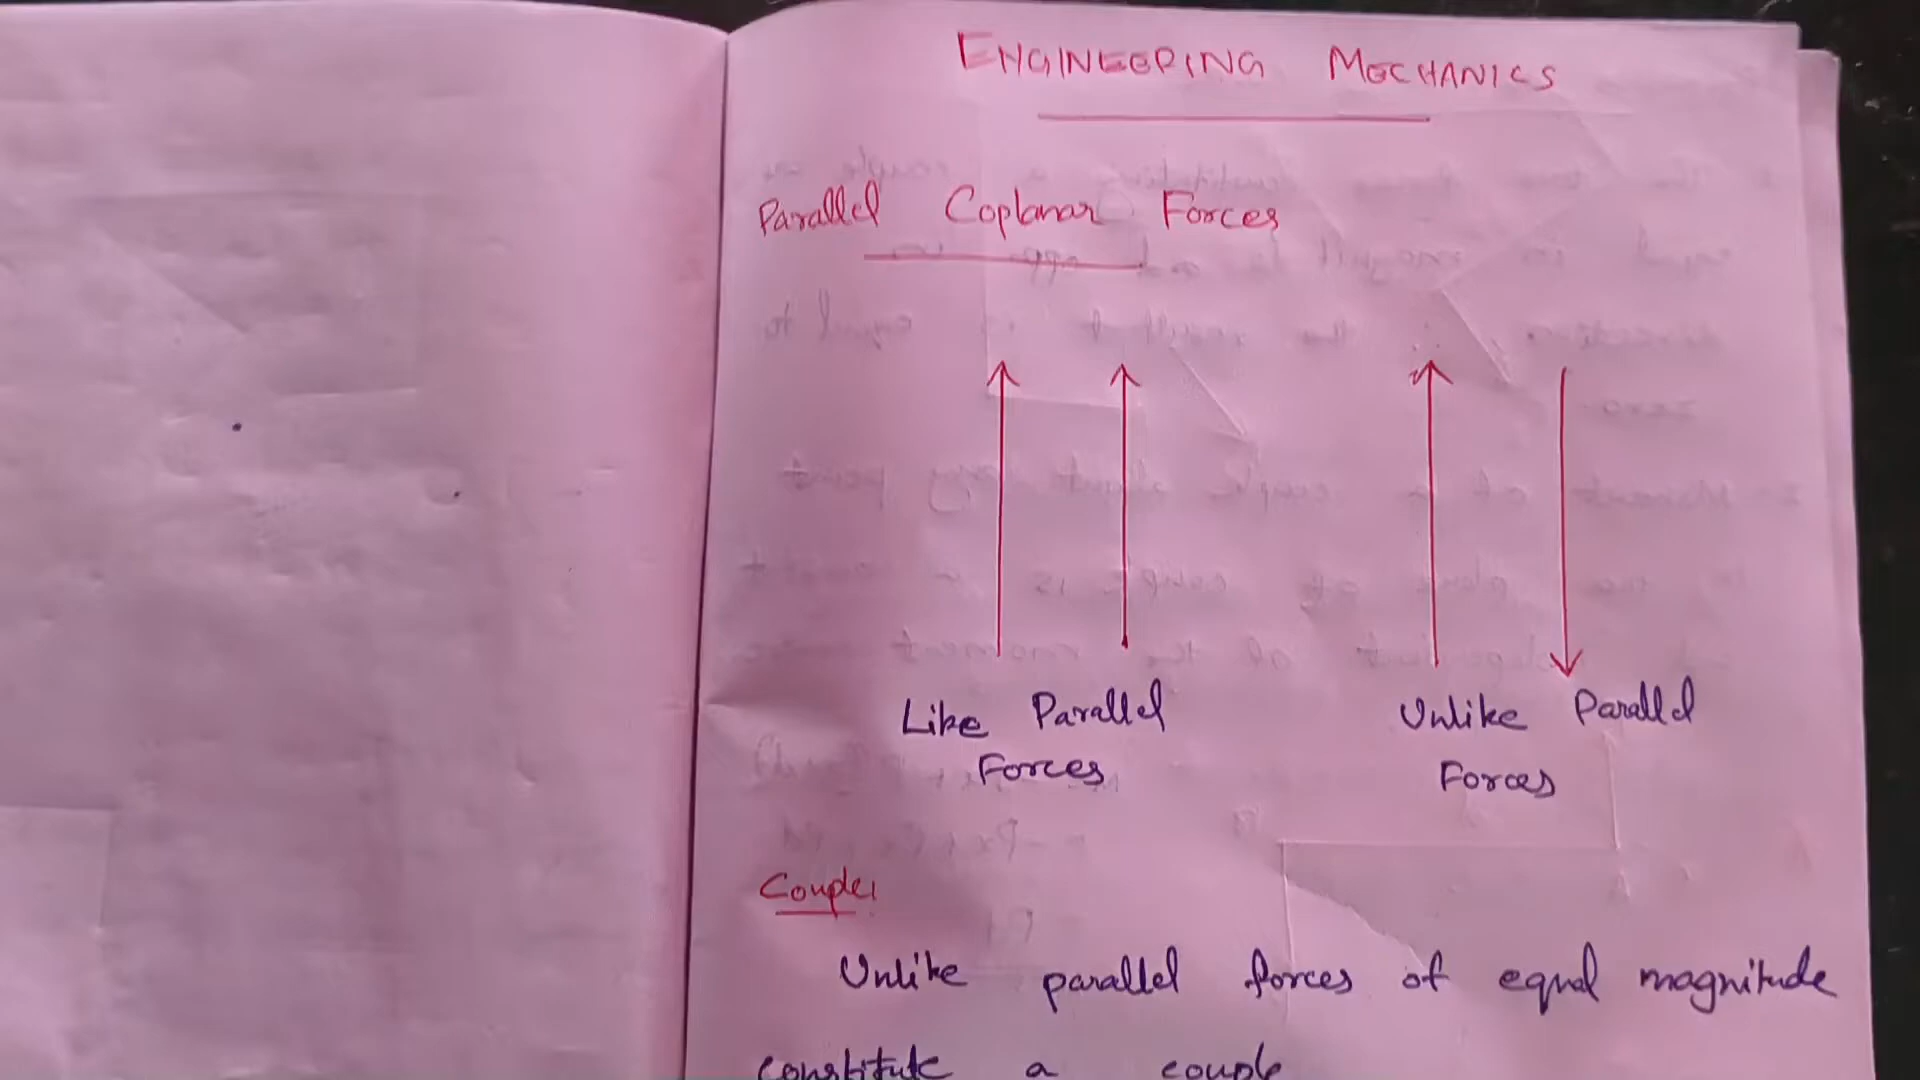 ENGINEERING MECHANICS
Parallel Coplanar Forces
Like Parallel
Forces
Unlike Parallel
Forces
Couple:
Unlike parallel forces of equal magnitude
constitute a couple